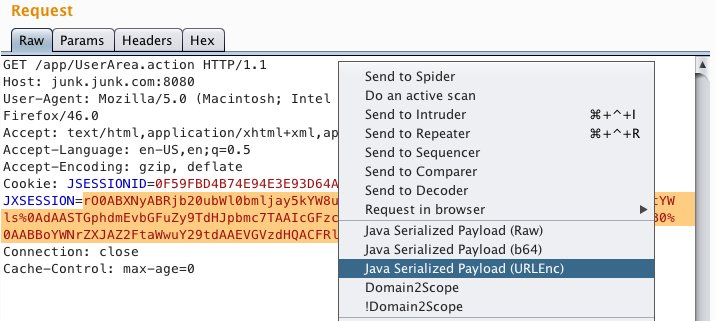 Request
Raw Params Headers Hex
GET /app/UserArea.action HTTP/1.1
Host: junk.junk.com:8080
User-Agent: Mozilla/5.0 (Macintosh; Intel
Firefox/46.0
Accept: text/html,application/xhtml+xml,ap
Accept-Language: en-US,en;q=0.5
Accept-Encoding: gzip, deflate
Cookie: JSESSIONID=0F59FBD4B74E94E3E93D64A
JXSESSION=rO0ABXNyABRjb20ubWl0bmljay5kYW8u cYW
ls%0AdAASTGphdmEvbGFuZy9TdHJpbmc7TAAIcGFzc 30%
0AABBoYWNrZXJAZ2FtaWwuY29tdAAEVGVzdHQACFRl
Connection: close
Cache-Control: max-age=0
Send to Spider
Do an active scan
Send to Intruder ⌘+^+I
Send to Repeater ⌘+^+R
Send to Sequencer
Send to Comparer
Send to Decoder
Request in browser
Java Serialized Payload (Raw)
Java Serialized Payload (b64)
Java Serialized Payload (URLEnc)
Domain2Scope
!Domain2Scope